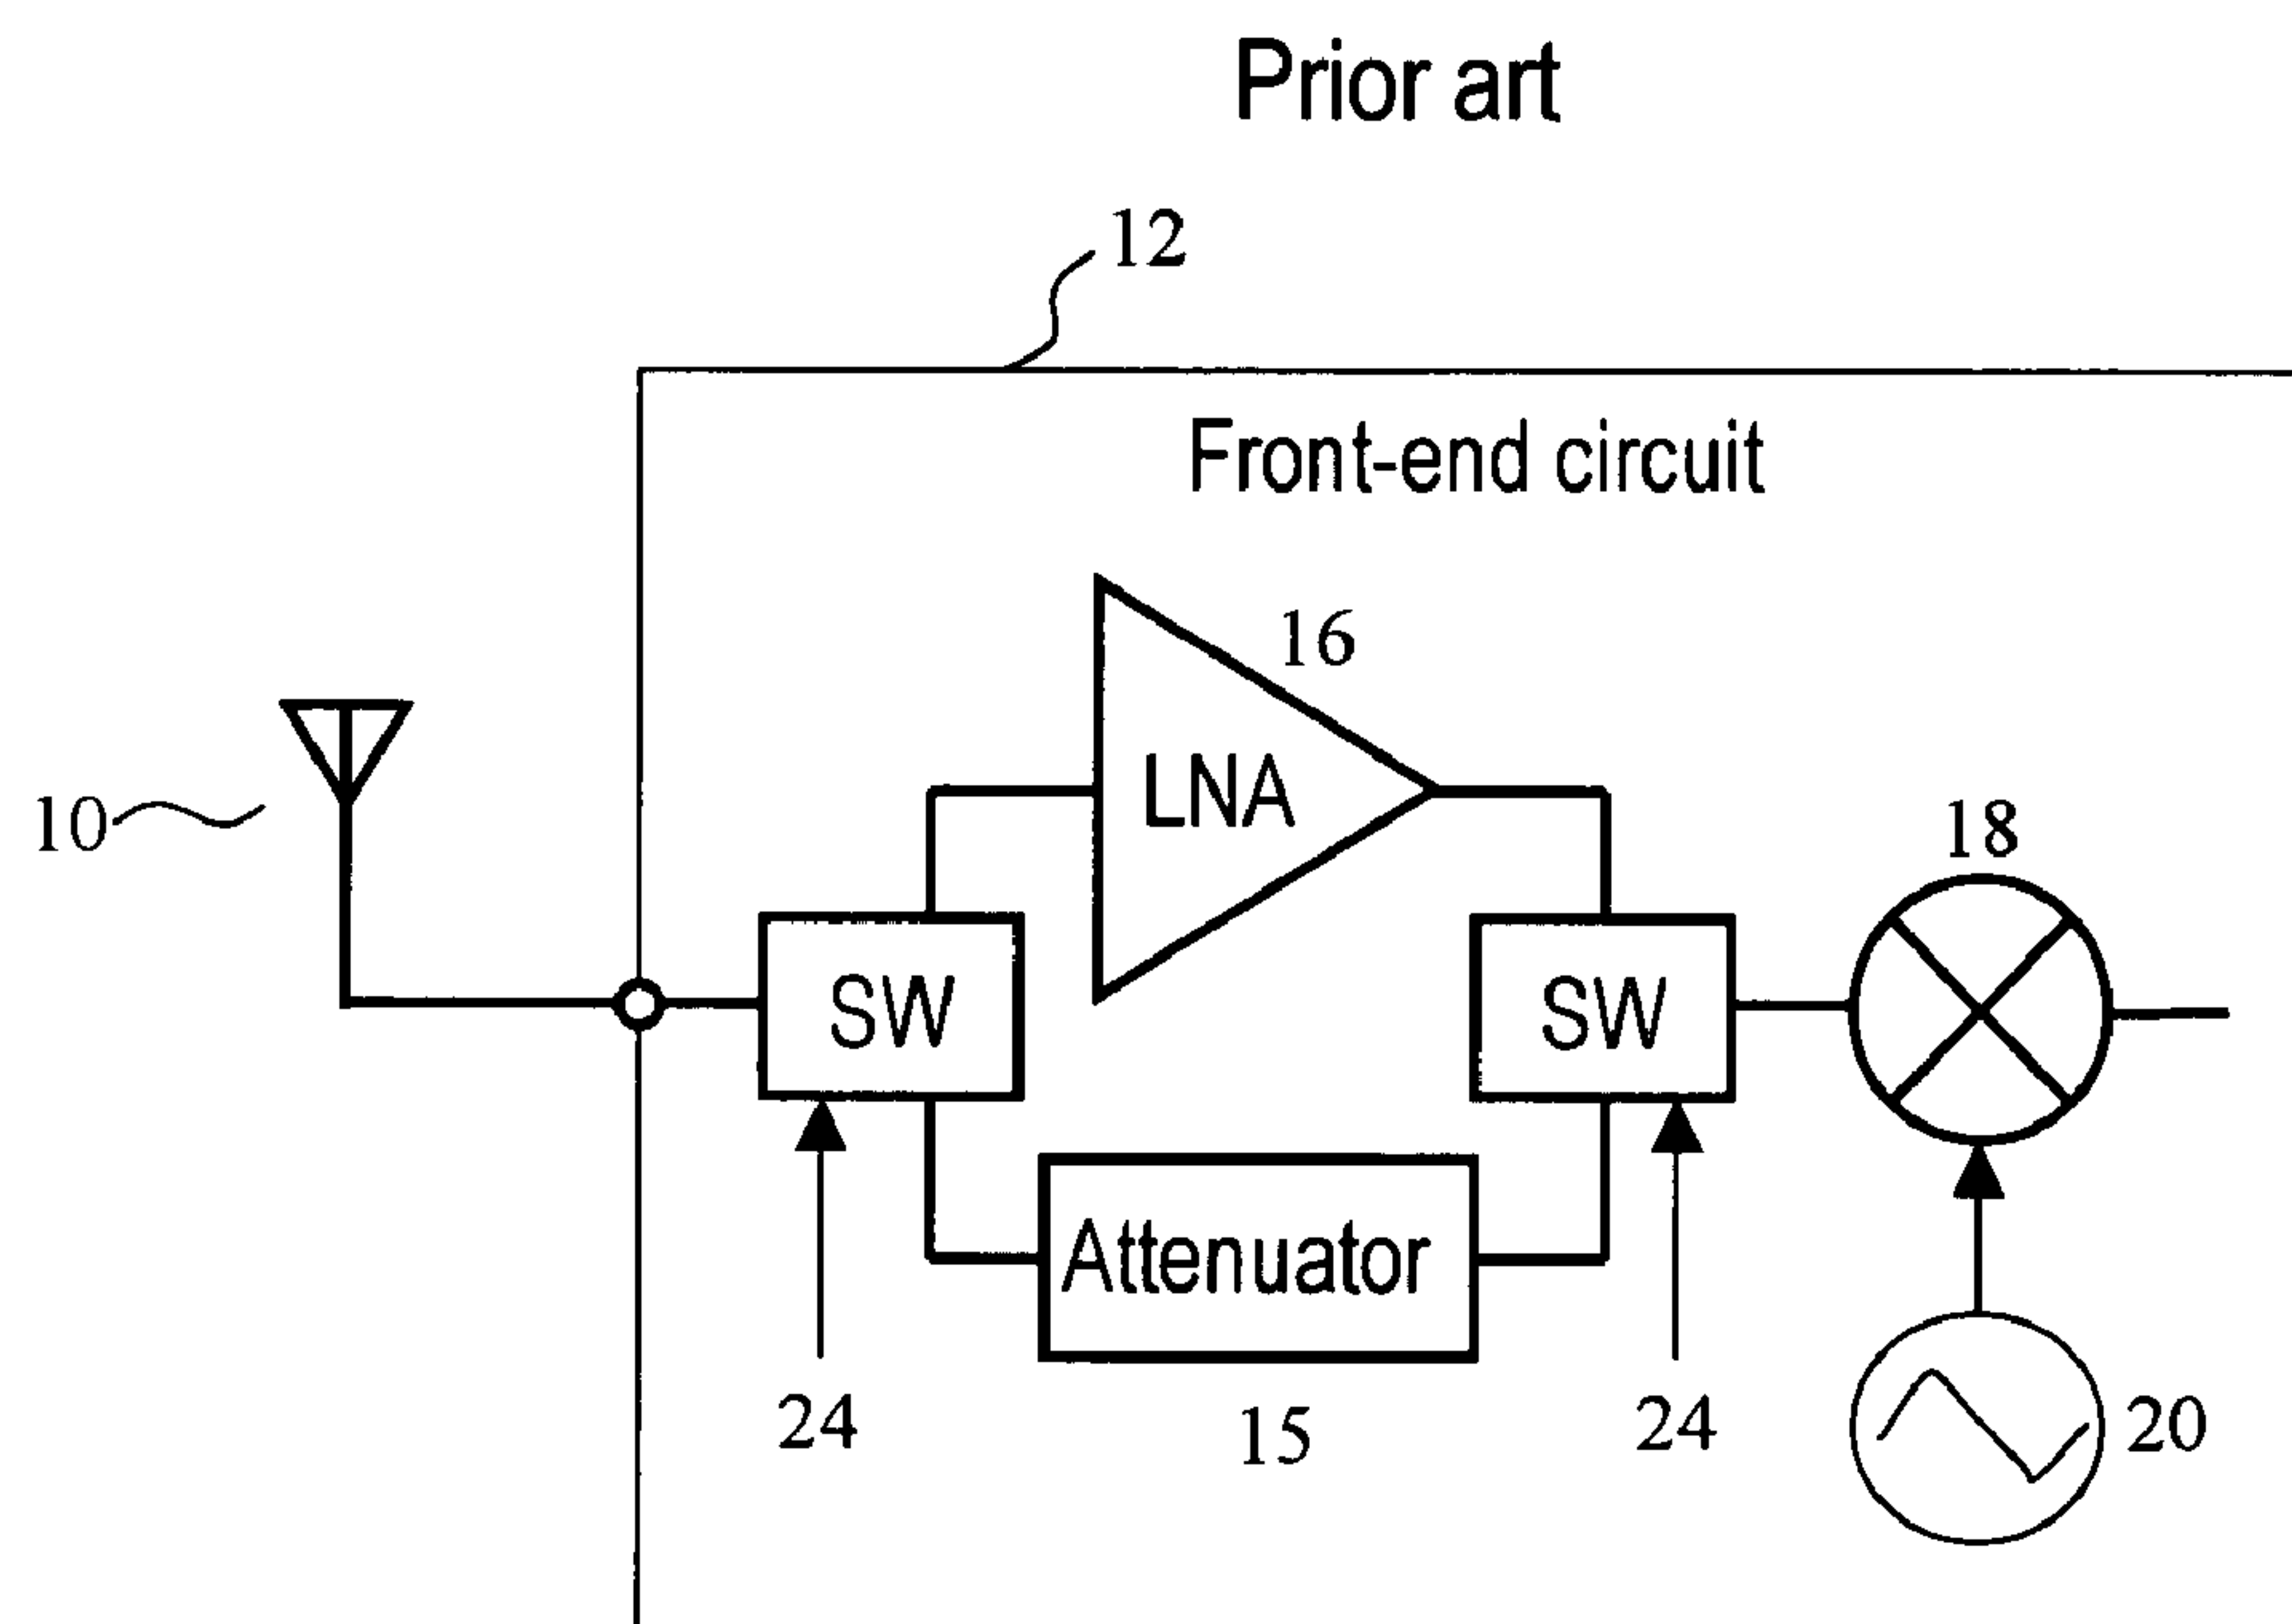 Prior art
12
Front-end circuit
16
LNA
10
18
SW
SW
Attenuator
24
15
24
20